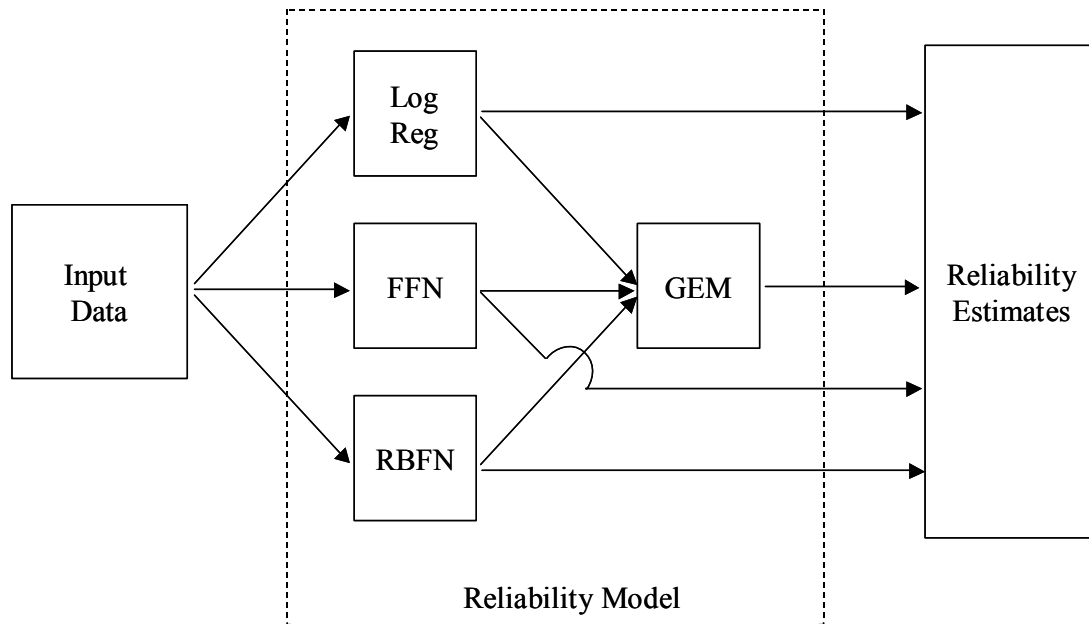 Log
Reg
Input
Data
FFN
GEM
Reliability
Estimates
RBFN
Reliability Model